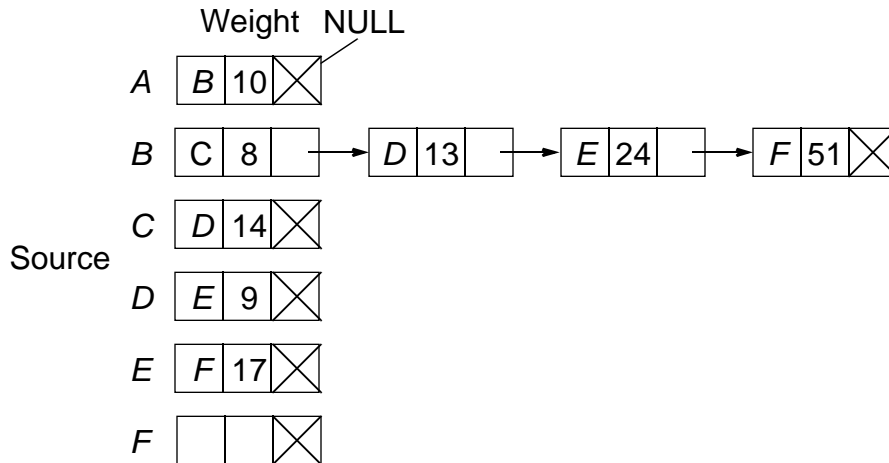 Weight NULL
A B 10
B C 8 D 13 E 24 F 51
C D 14
Source
D E 9
E F 17
F